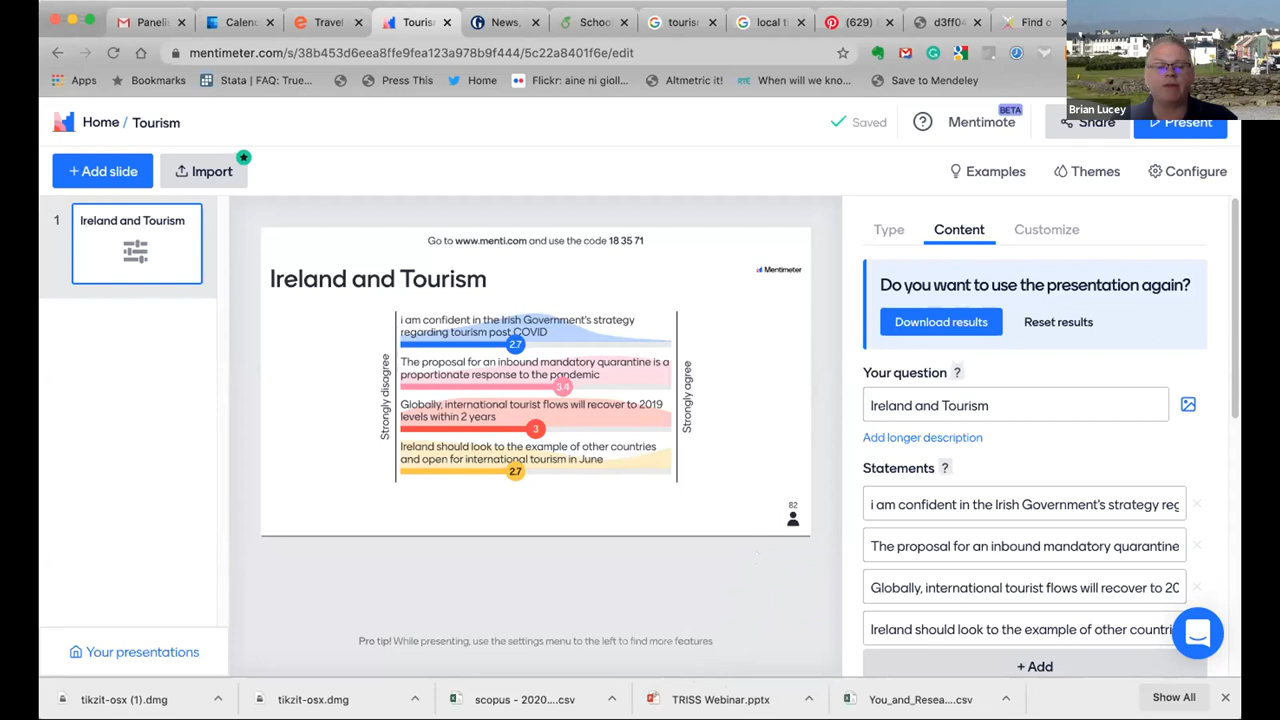 Panelis
Calend
Travel
Touris
News,
Schoo
touris
local ti
(629)
d3ff04
Find o
mentimeter.com/s/38b453d6eea8ffe9fea123a978b9f344/5c22a8401f6e/edit
Apps
Bookmarks
Stata | FAQ: True...
Press This
Home
Flickr: aine ni gioll...
Altmetric it!
RTÉ When will we kno...
Save to Mendeley
Brian Lucey
Home / Tourism
Saved
Mentimote
BETA
Share
Present
+ Add slide
Import
Examples
Themes
Configure
1
Ireland and Tourism
Go to www.menti.com and use the code 18 35 71
Ireland and Tourism
Mentimeter
Strongly disagree
i am confident in the Irish Government's strategy
regarding tourism post COVID
2.7
The proposal for an inbound mandatory quarantine is a
proportionate response to the pandemic
3.4
Globally, international tourist flows will recover to 2019
levels within 2 years
3
Ireland should look to the example of other countries
and open for international tourism in June
2.7
Strongly agree
82
Pro tip! While presenting, use the settings menu to the left to find more features
Your presentations
Type
Content
Customize
Do you want to use the presentation again?
Download results
Reset results
Your question ?
Ireland and Tourism
Add longer description
Statements ?
i am confident in the Irish Government's strategy reg
The proposal for an inbound mandatory quarantine
Globally, international tourist flows will recover to 20
Ireland should look to the example of other countri
+ Add
tikzit-osx (1).dmg
tikzit-osx.dmg
scopus - 2020....csv
TRISS Webinar.pptx
You_and_Resea....csv
Show All